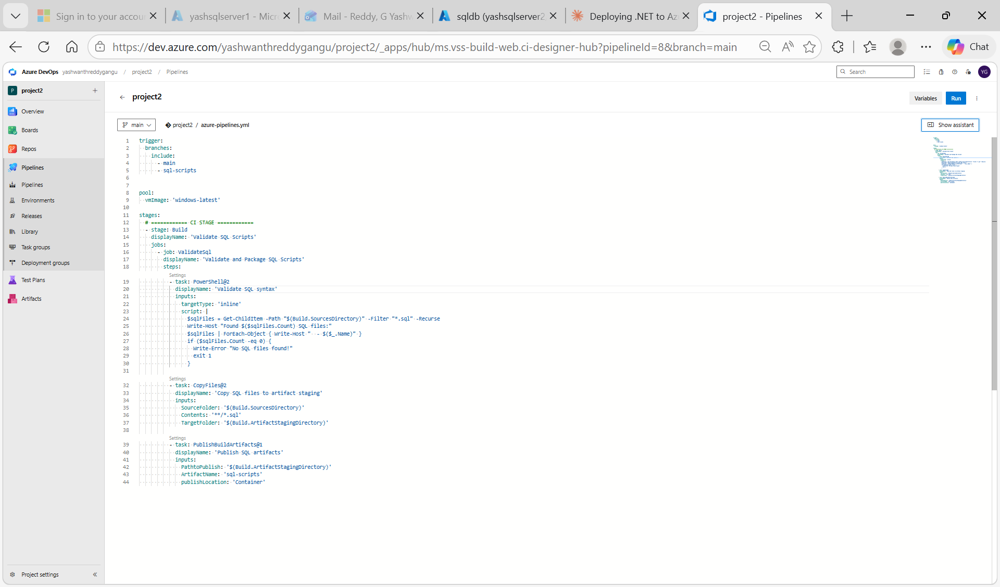 Sign in to your accou
yashsqlserver1 - Micr
Mail - Reddy, G Yashw
sqldb (yashsqlserver2
Deploying .NET to Az
project2 - Pipelines
https://dev.azure.com/yashwanthreddygangu/project2/_apps/hub/ms.vss-build-web.ci-designer-hub?pipelineId=8&branch=main
Chat
Azure DevOps yashwanthreddygangu / project2 / Pipelines
Search
YG
P project2
Overview
Boards
Repos
Pipelines
Pipelines
Environments
Releases
Library
Task groups
Deployment groups
Test Plans
Artifacts
Project settings
project2
Variables
Run
main
project2 / azure-pipelines.yml
Show assistant
1 trigger:
2   branches:
3     include:
4       - main
5       - sql-scripts
6
7
8 pool:
9   vmImage: 'windows-latest'
10
11 stages:
12   # ============ CI STAGE ============
13   - stage: Build
14     displayName: 'Validate SQL Scripts'
15     jobs:
16       - job: ValidateSql
17         displayName: 'Validate and Package SQL Scripts'
18         steps:
Settings
19           - task: PowerShell@2
20             displayName: 'Validate SQL syntax'
21             inputs:
22               targetType: 'inline'
23               script: |
24                 $sqlFiles = Get-ChildItem -Path "$(Build.SourcesDirectory)" -Filter "*.sql" -Recurse
25                 Write-Host "Found $($sqlFiles.Count) SQL files:"
26                 $sqlFiles | ForEach-Object { Write-Host "  - $($_.Name)" }
27                 if ($sqlFiles.Count -eq 0) {
28                   Write-Error "No SQL files found!"
29                   exit 1
30                 }
31
Settings
32           - task: CopyFiles@2
33             displayName: 'Copy SQL files to artifact staging'
34             inputs:
35               SourceFolder: '$(Build.SourcesDirectory)'
36               Contents: '**/*.sql'
37               TargetFolder: '$(Build.ArtifactStagingDirectory)'
38
Settings
39           - task: PublishBuildArtifacts@1
40             displayName: 'Publish SQL artifacts'
41             inputs:
42               PathtoPublish: '$(Build.ArtifactStagingDirectory)'
43               ArtifactName: 'sql-scripts'
44               publishLocation: 'Container'